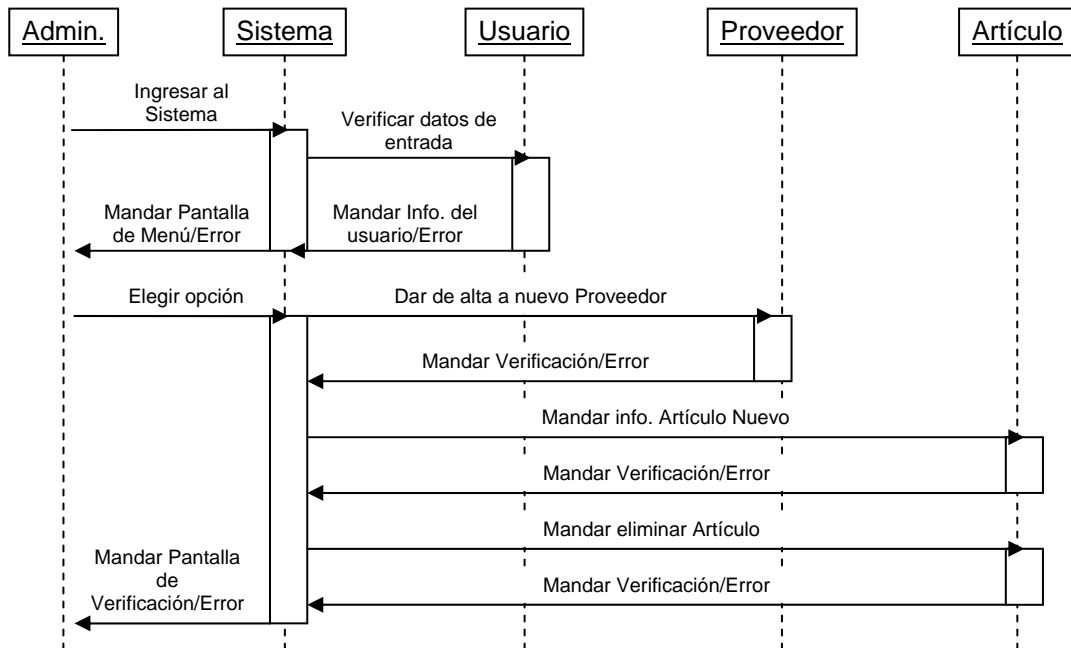 Admin.
Sistema
Usuario
Proveedor
Artículo
Ingresar al
Sistema
Verificar datos de
entrada
Mandar Pantalla
de Menú/Error
Mandar Info. del
usuario/Error
Elegir opción
Dar de alta a nuevo Proveedor
Mandar Verificación/Error
Mandar info. Artículo Nuevo
Mandar Verificación/Error
Mandar eliminar Artículo
Mandar Pantalla
de
Verificación/Error
Mandar Verificación/Error